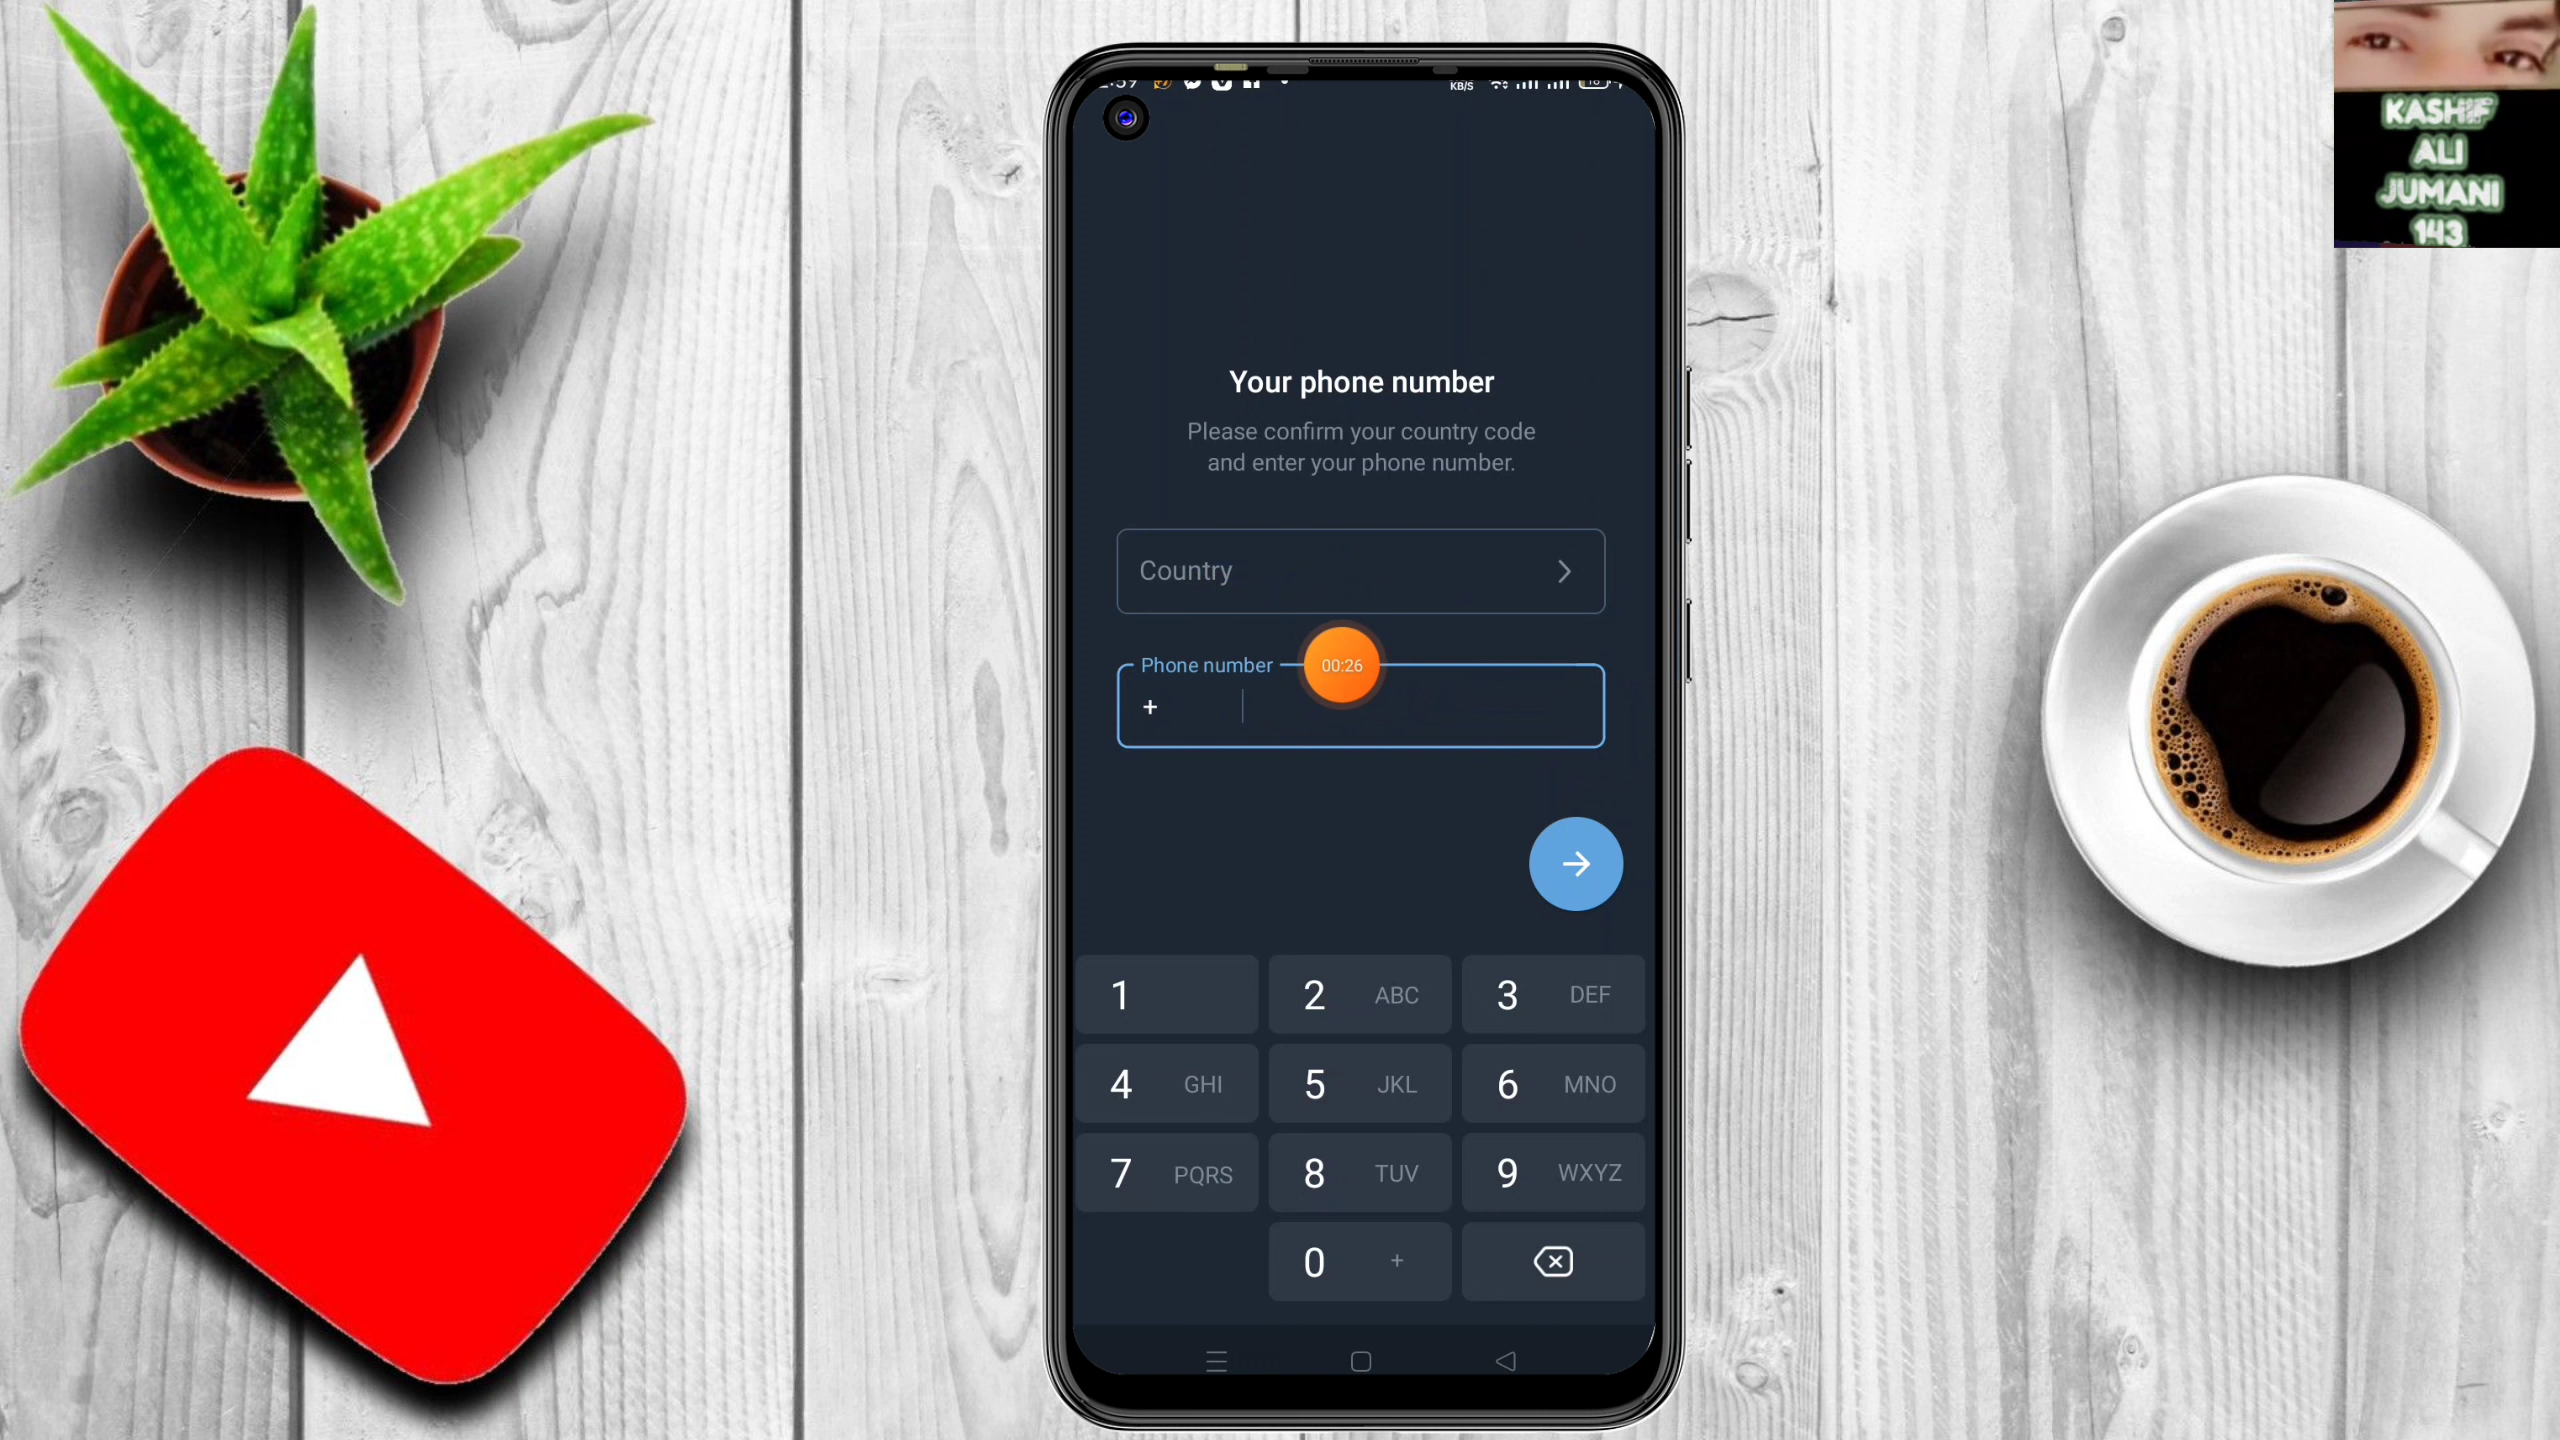 KB/S
KASHIF
ALI
JUMANI
143
Your phone number
Please confirm your country code
and enter your phone number.
Country
Phone number
00:26
+
1
2 ABC
3 DEF
4 GHI
5 JKL
6 MNO
7 PQRS
8 TUV
9 WXYZ
0 +